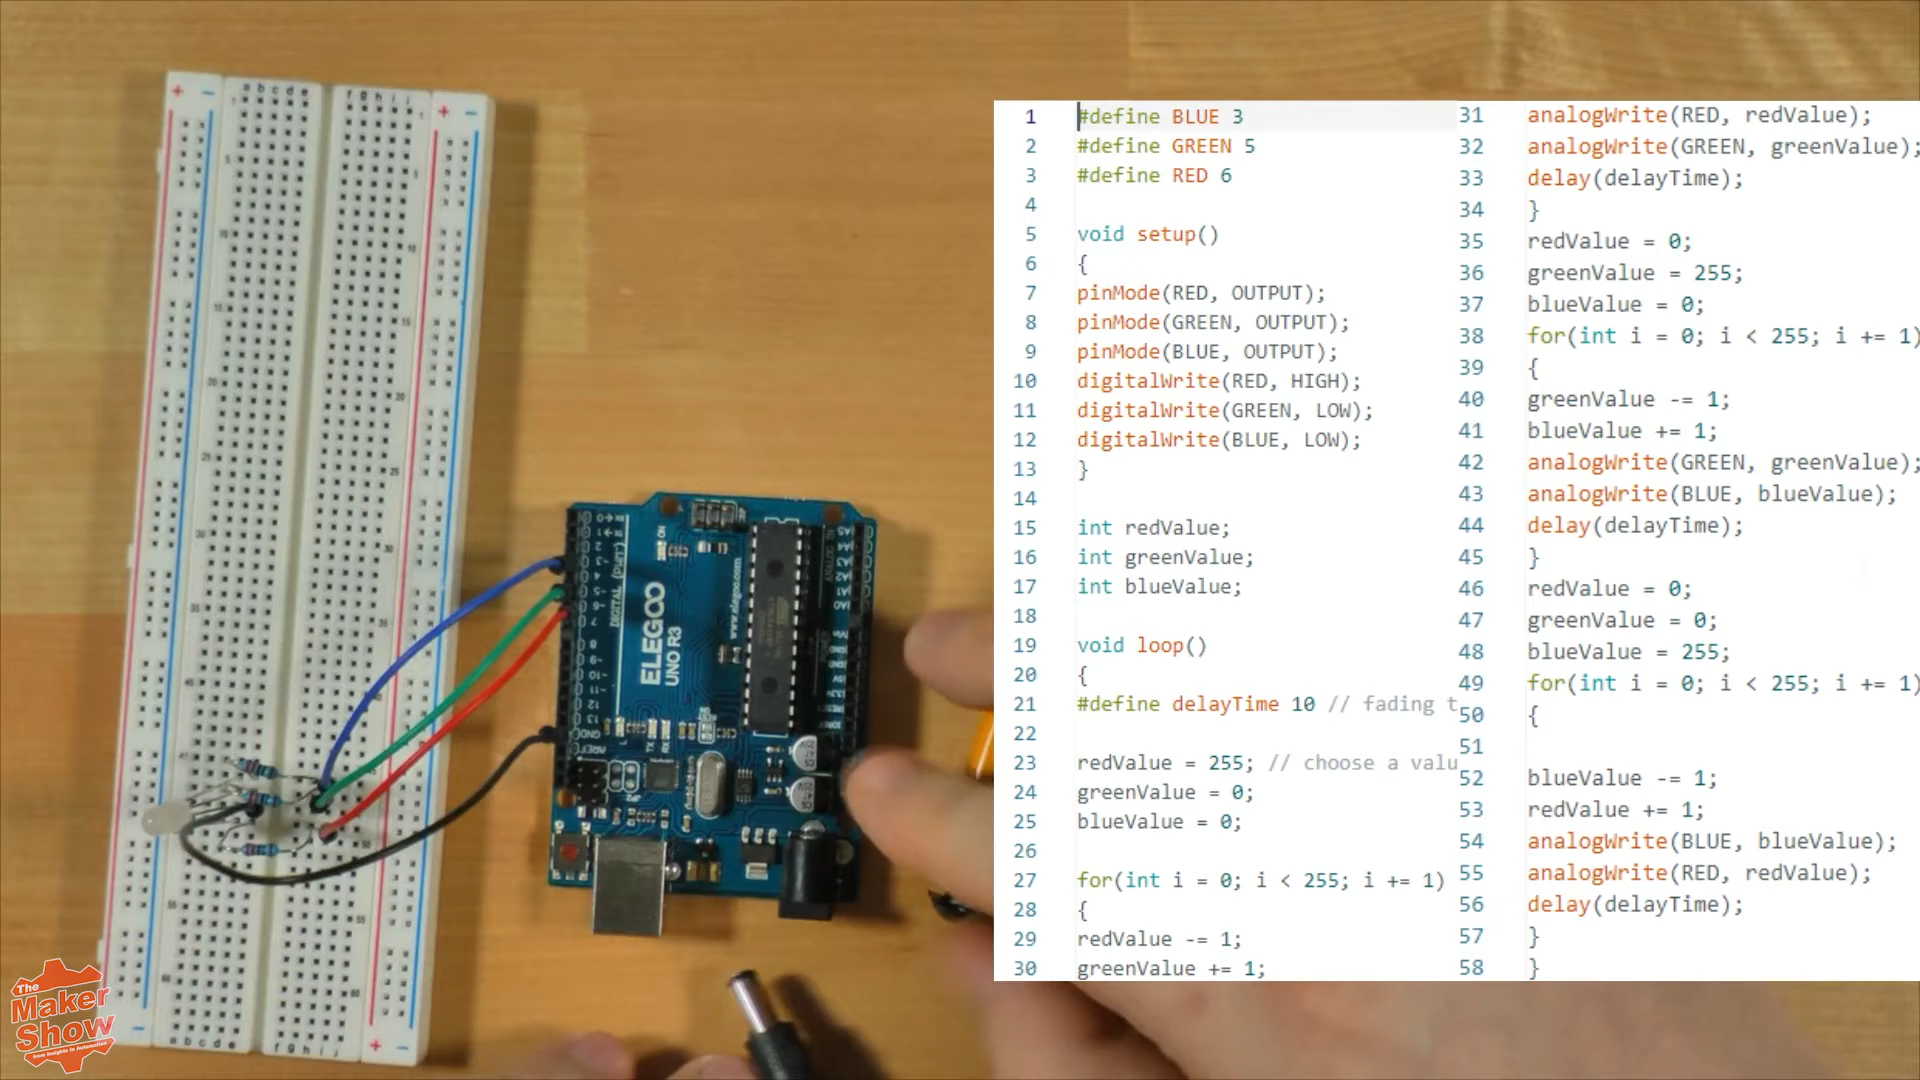 1 #define BLUE 3
2 #define GREEN 5
3 #define RED 6
4
5 void setup()
6 {
7 pinMode(RED, OUTPUT);
8 pinMode(GREEN, OUTPUT);
9 pinMode(BLUE, OUTPUT);
10 digitalWrite(RED, HIGH);
11 digitalWrite(GREEN, LOW);
12 digitalWrite(BLUE, LOW);
13 }
14
15 int redValue;
16 int greenValue;
17 int blueValue;
18
19 void loop()
20 {
21 #define delayTime 10 // fading t
22
23 redValue = 255; // choose a valu
24 greenValue = 0;
25 blueValue = 0;
26
27 for(int i = 0; i < 255; i += 1)
28 {
29 redValue -= 1;
30 greenValue += 1;
31 analogWrite(RED, redValue);
32 analogWrite(GREEN, greenValue);
33 delay(delayTime);
34 }
35 redValue = 0;
36 greenValue = 255;
37 blueValue = 0;
38 for(int i = 0; i < 255; i += 1)
39 {
40 greenValue -= 1;
41 blueValue += 1;
42 analogWrite(GREEN, greenValue);
43 analogWrite(BLUE, blueValue);
44 delay(delayTime);
45 }
46 redValue = 0;
47 greenValue = 0;
48 blueValue = 255;
49 for(int i = 0; i < 255; i += 1)
50 {
51
52 blueValue -= 1;
53 redValue += 1;
54 analogWrite(BLUE, blueValue);
55 analogWrite(RED, redValue);
56 delay(delayTime);
57 }
58 }
ELEGOO
UNO R3
www.elegoo.com
DIGITAL (PWM~)
The
Maker
Show
from Insights to Automation